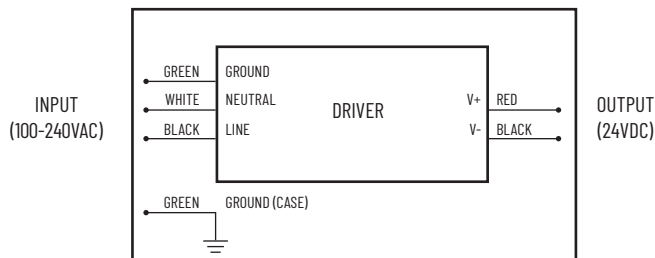 INPUT
(100-240VAC)
GREEN GROUND
WHITE NEUTRAL
BLACK LINE
DRIVER
V+ RED
V- BLACK
OUTPUT
(24VDC)
GREEN GROUND (CASE)